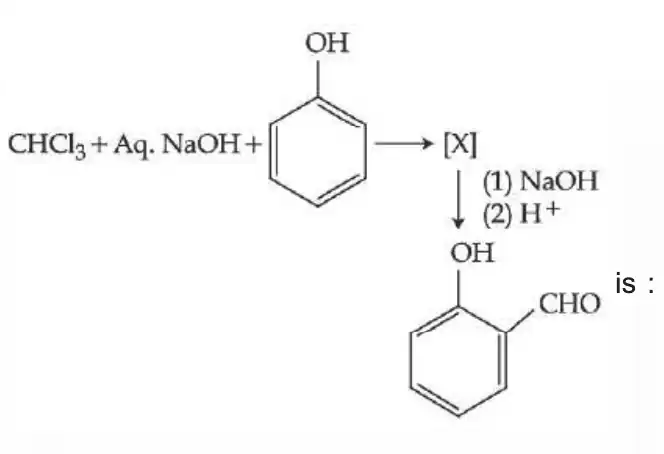 OH
CHCl₃ + Aq. NaOH + → [X]
(1) NaOH
(2) H⁺
OH
CHO
is :